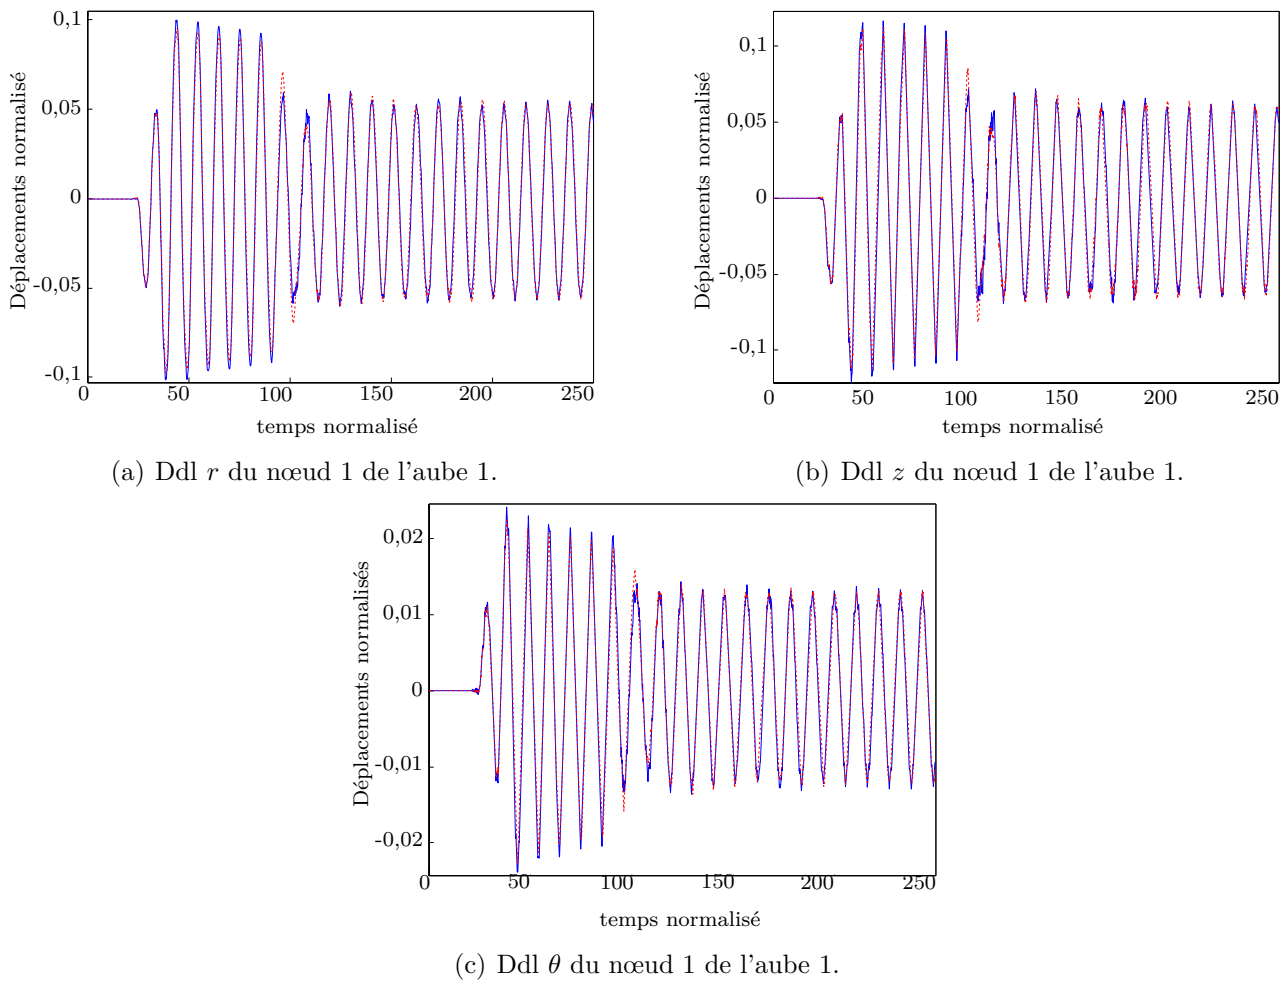 Déplacements normalisé
0,1
0,05
0
-0,05
-0,1
0 50 100 150 200 250
temps normalisé
(a) Ddl r du nœud 1 de l'aube 1.
Déplacements normalisé
0,1
0,05
0
-0,05
-0,1
0 50 100 150 200 250
temps normalisé
(b) Ddl z du nœud 1 de l'aube 1.
Déplacements normalisés
0,02
0,01
0
-0,01
-0,02
0 50 100 150 200 250
temps normalisé
(c) Ddl θ du nœud 1 de l'aube 1.